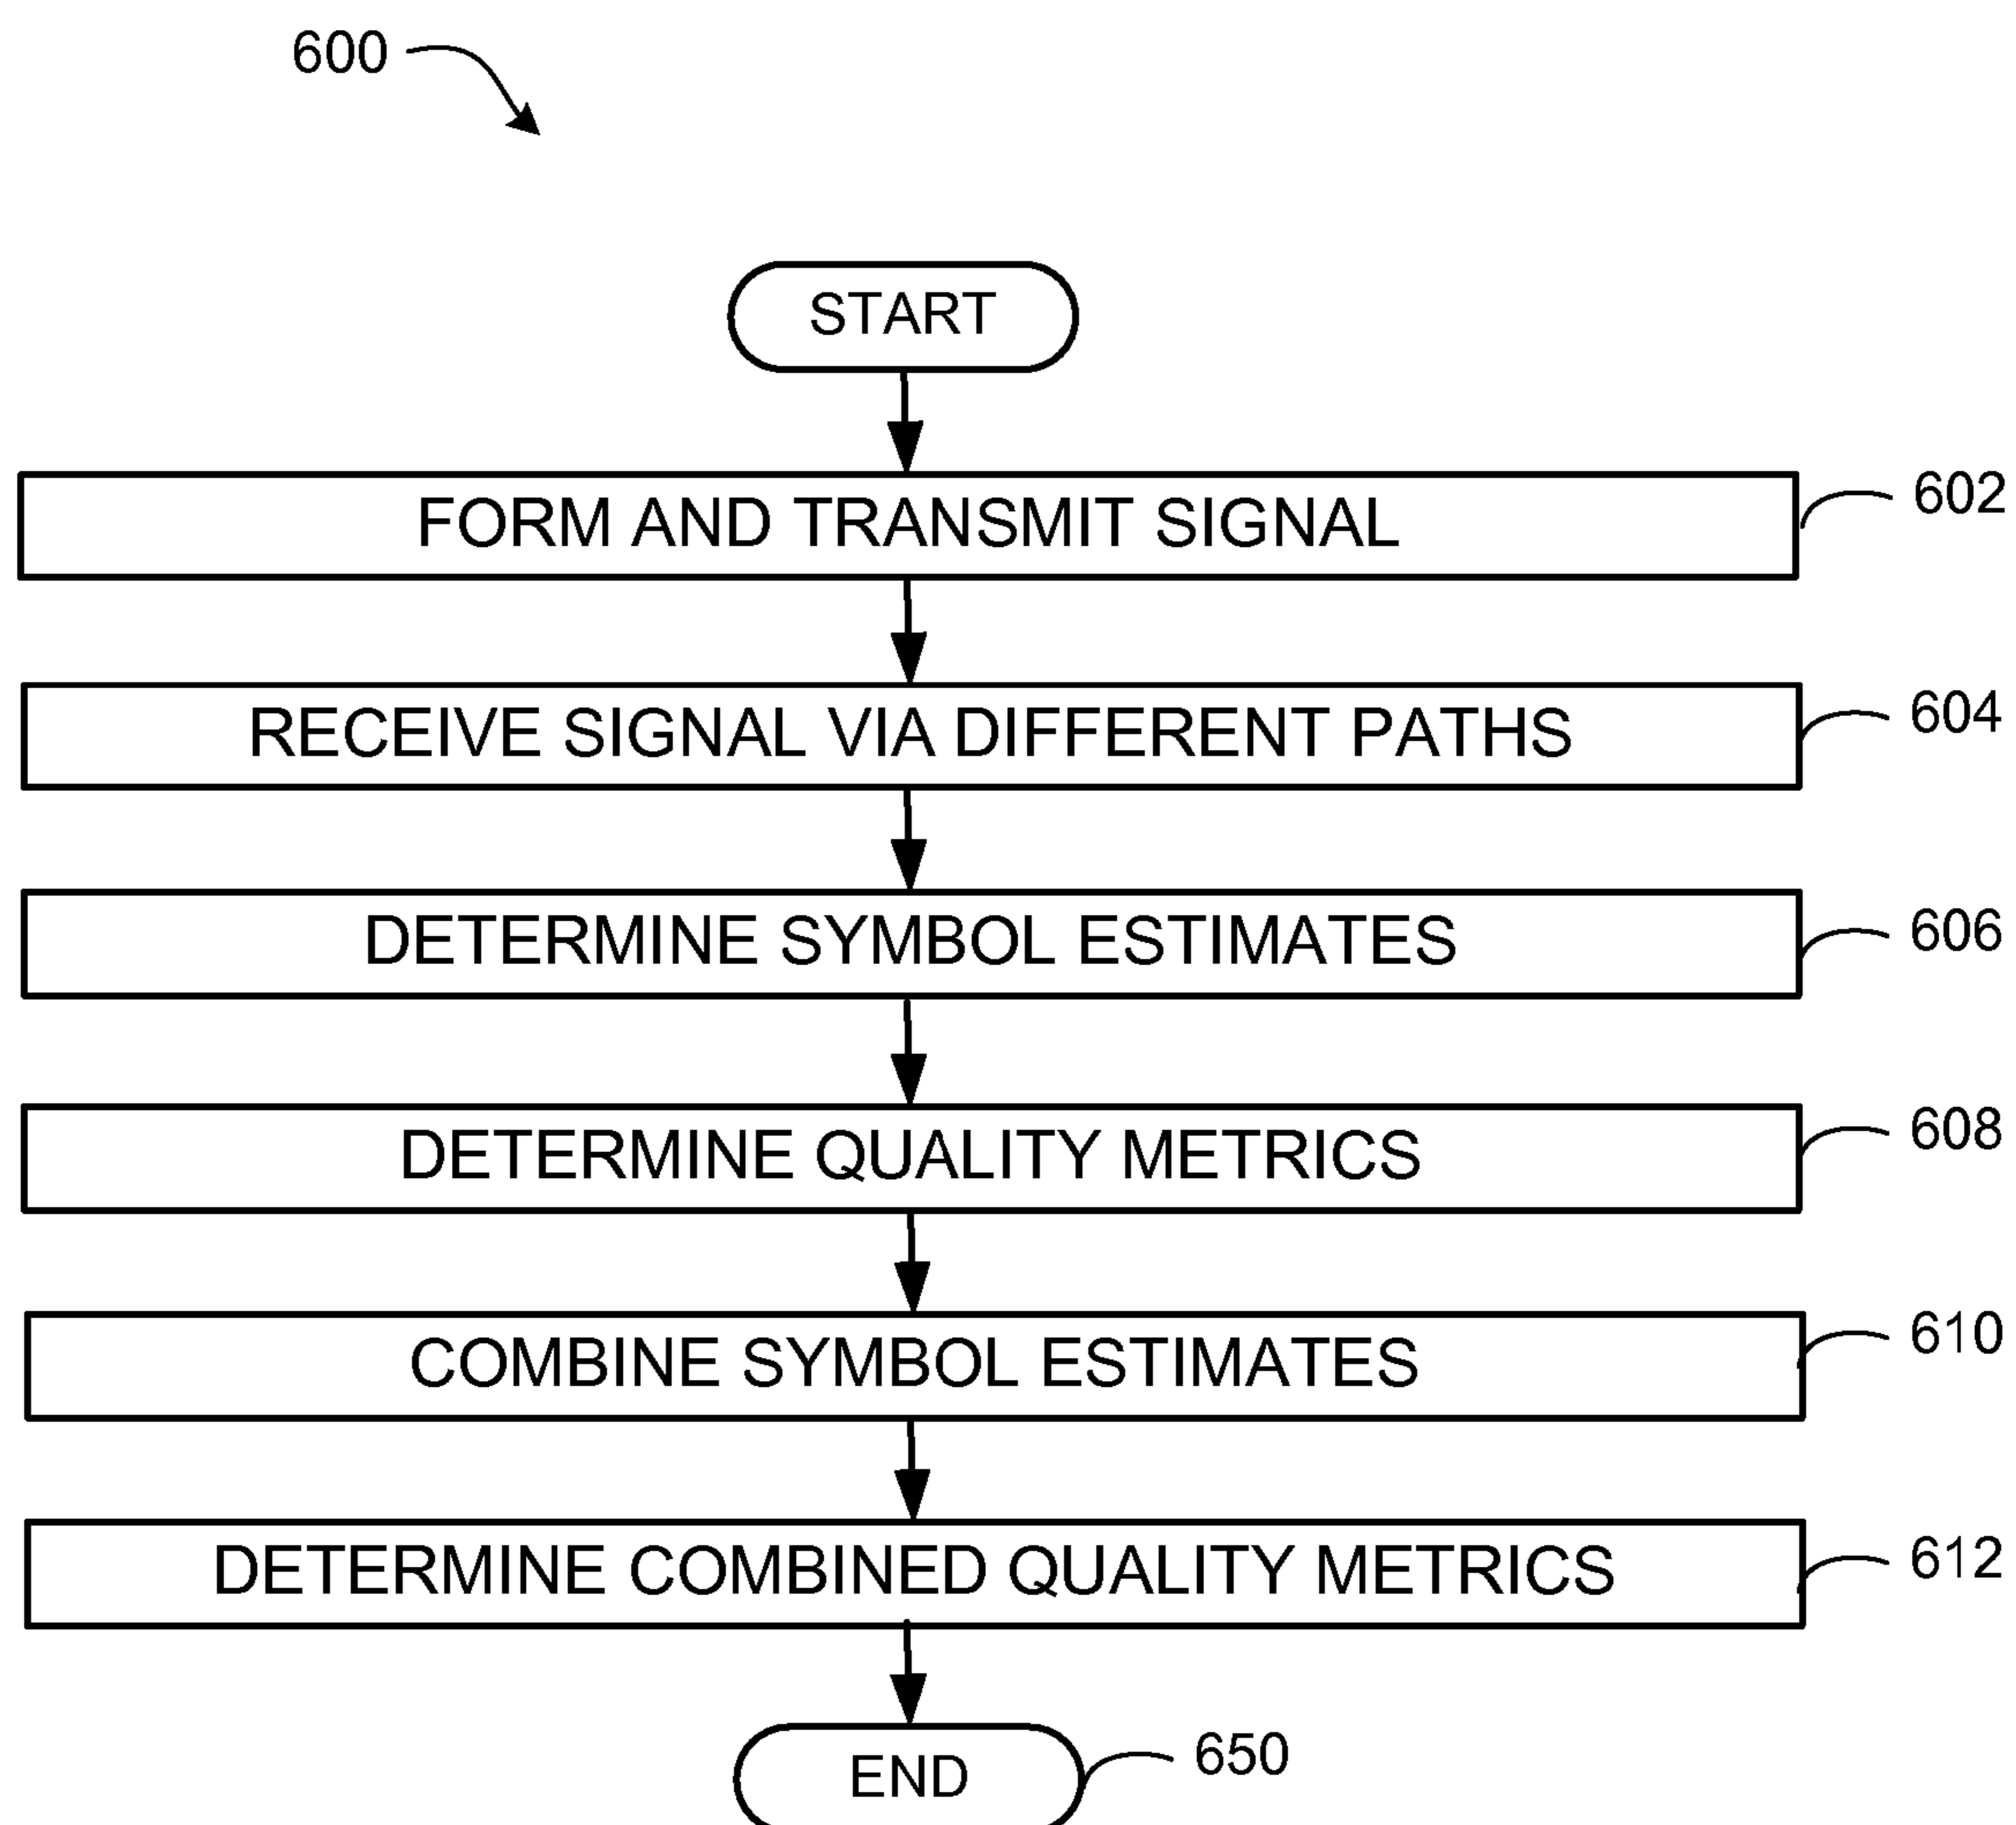 600
START
FORM AND TRANSMIT SIGNAL 602
RECEIVE SIGNAL VIA DIFFERENT PATHS 604
DETERMINE SYMBOL ESTIMATES 606
DETERMINE QUALITY METRICS 608
COMBINE SYMBOL ESTIMATES 610
DETERMINE COMBINED QUALITY METRICS 612
END 650